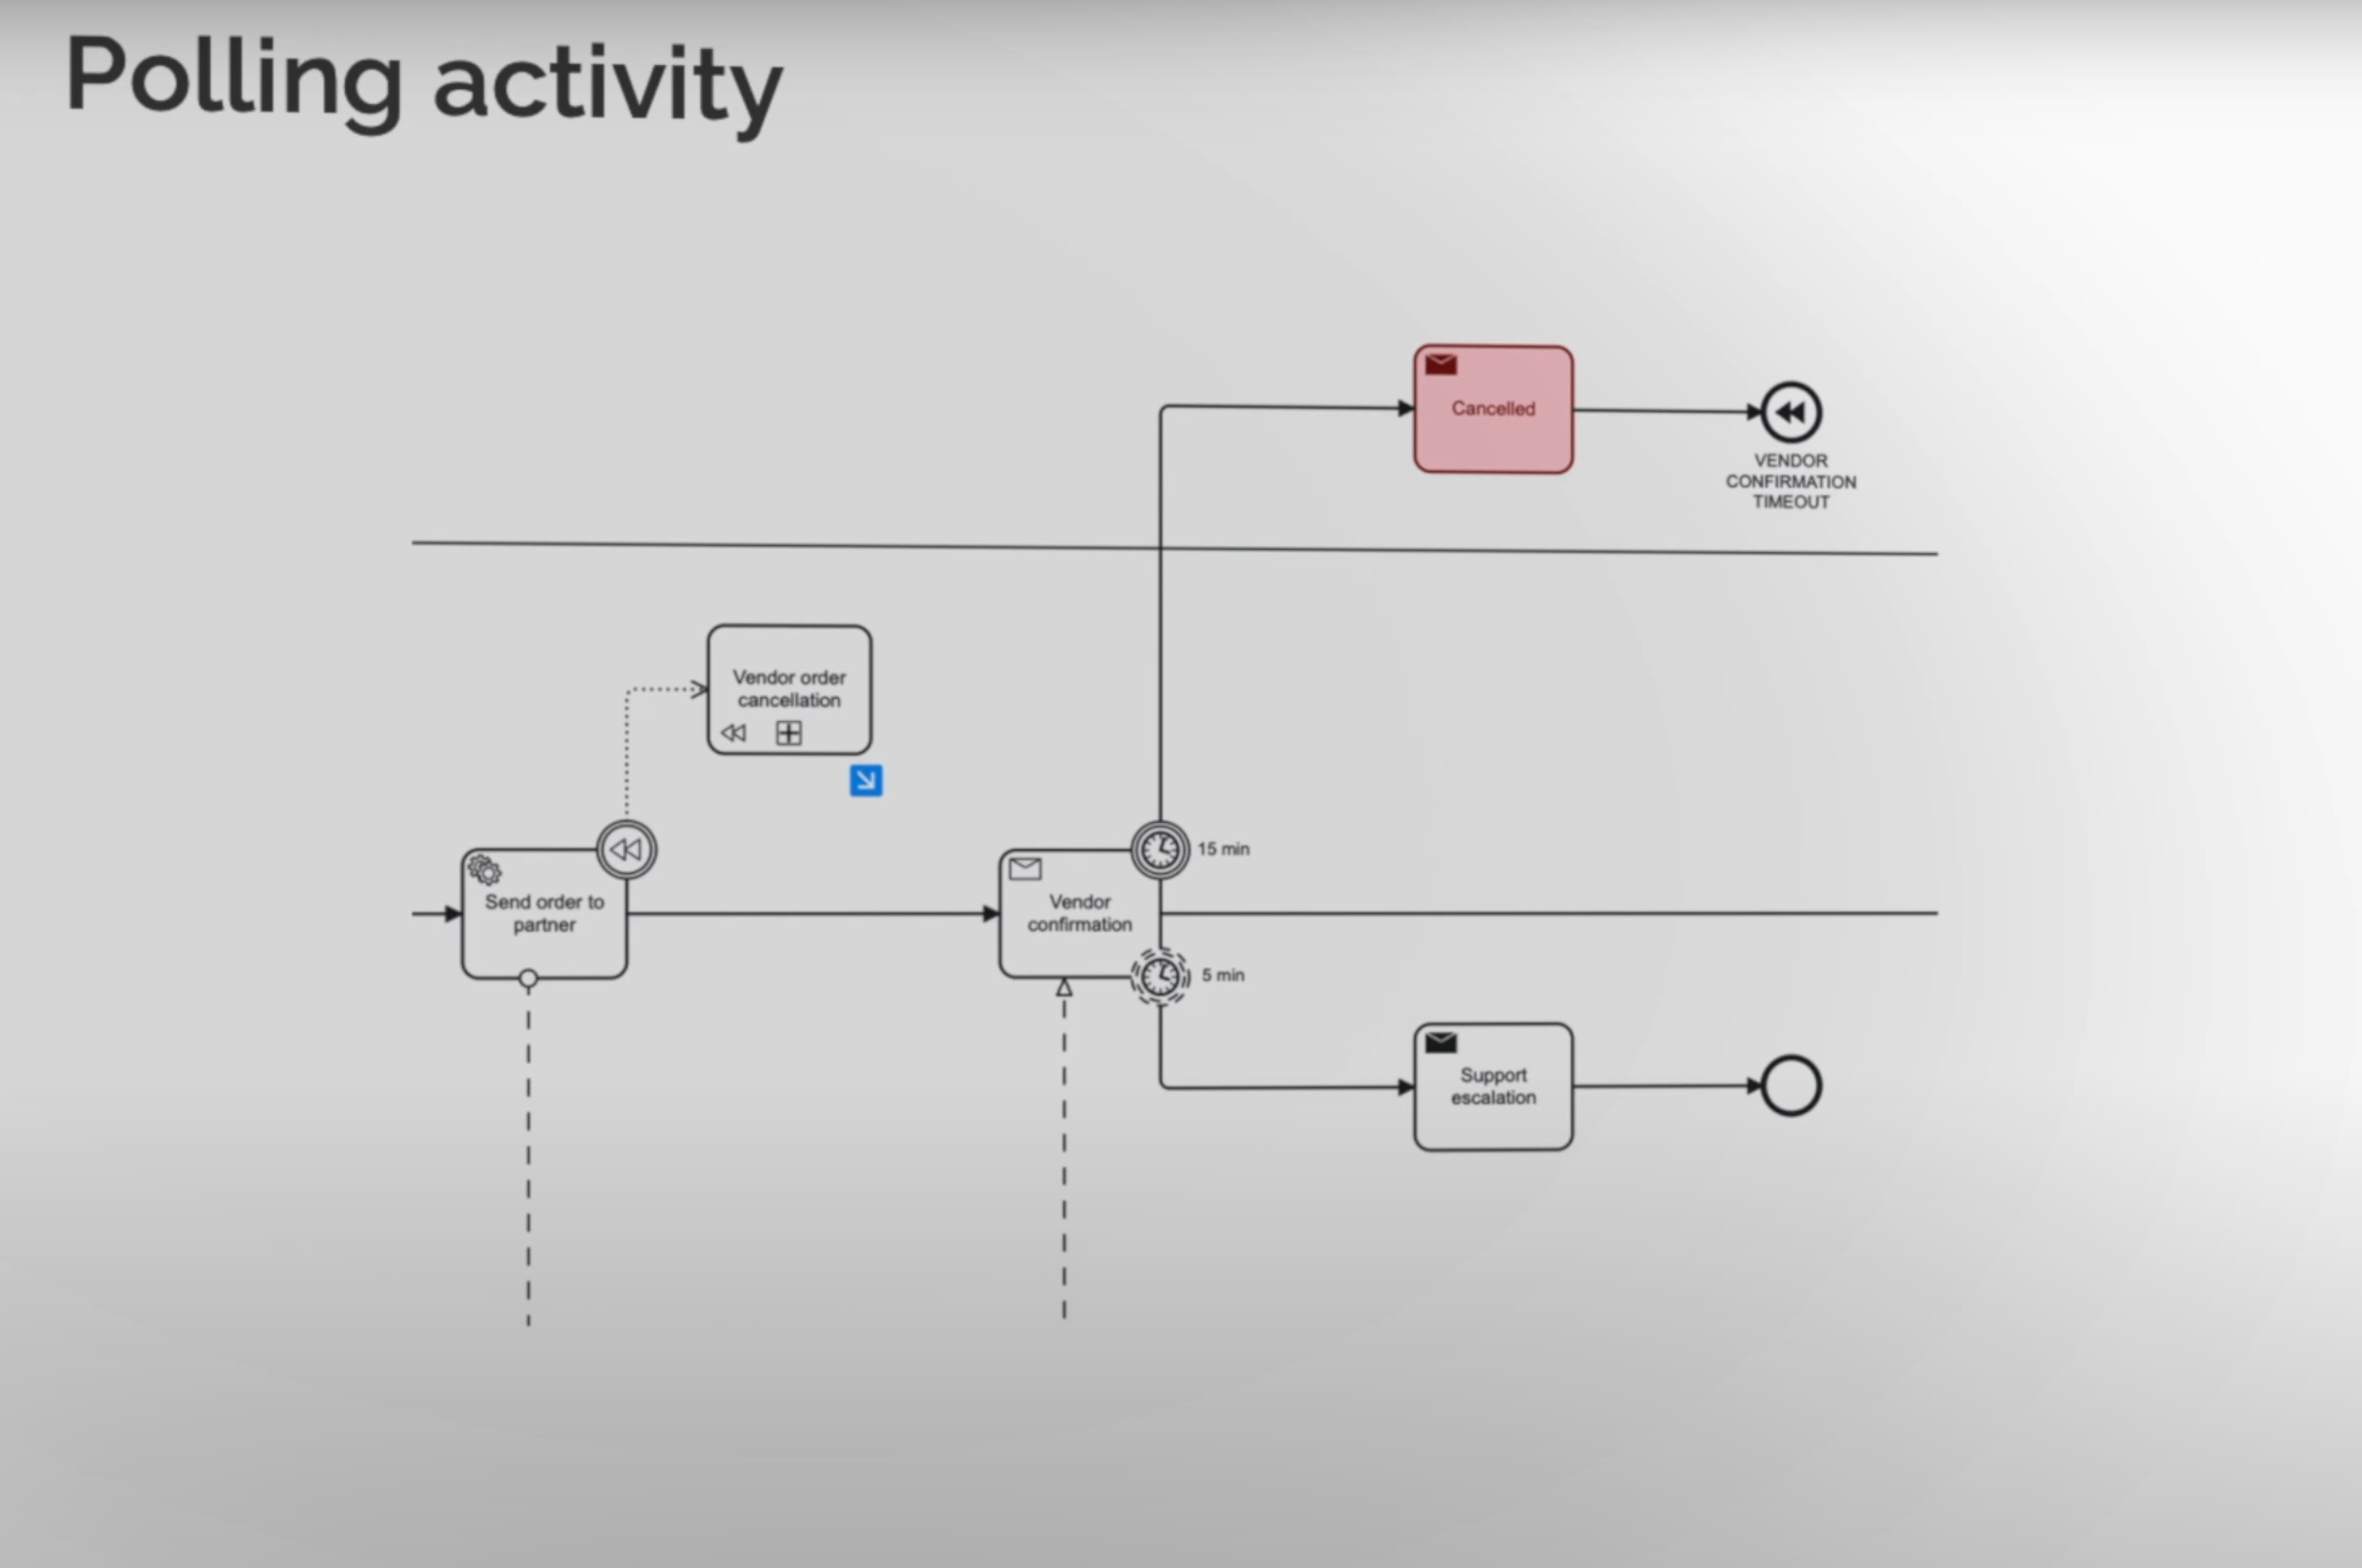 Polling activity
Cancelled
VENDOR
CONFIRMATION
TIMEOUT
Vendor order
cancellation
15 min
Send order to
partner
Vendor
confirmation
5 min
Support
escalation